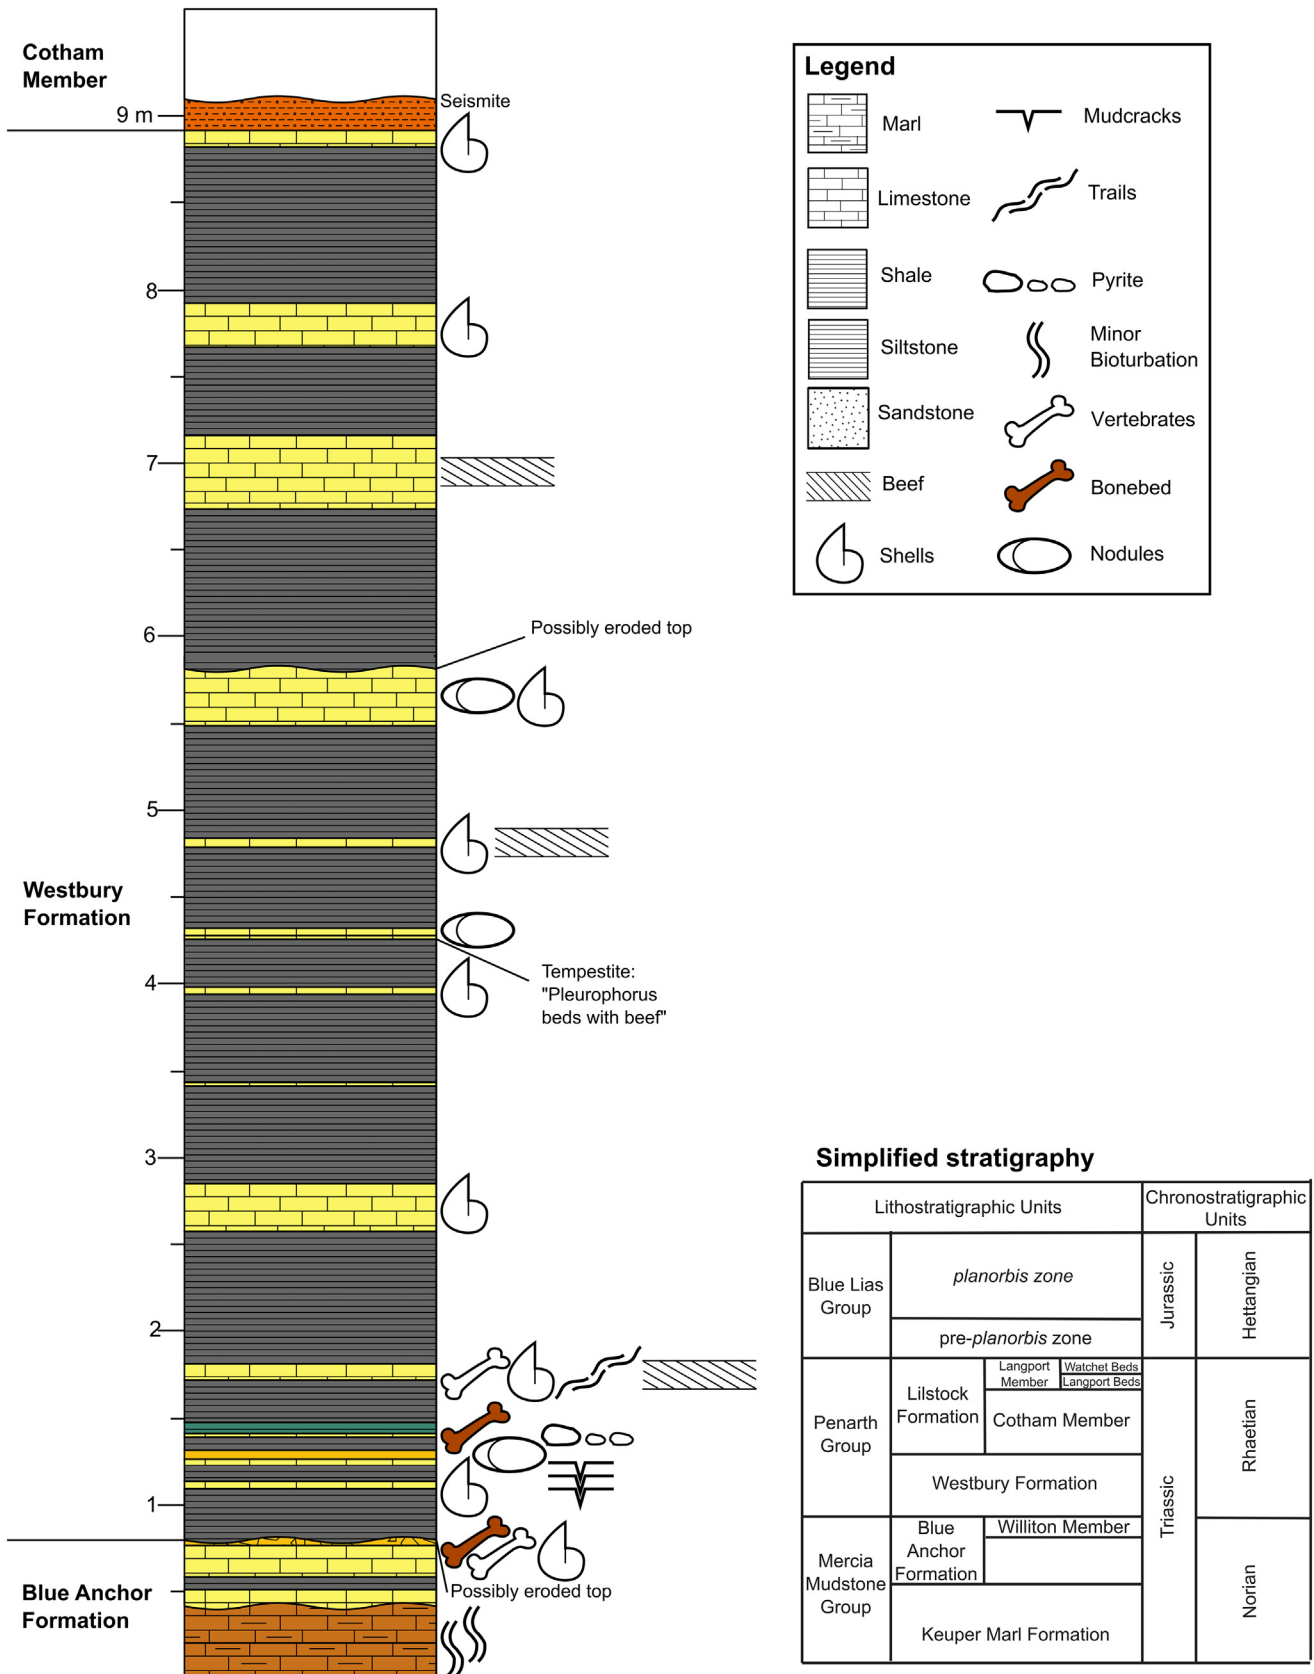 Cotham
Member
9 m
Seismite
8
7
6
Possibly eroded top
5
Westbury
Formation
4
Tempestite:
"Pleurophorus
beds with beef"
3
2
1
Possibly eroded top
Blue Anchor
Formation
Legend
Marl
Mudcracks
Limestone
Trails
Shale
Pyrite
Siltstone
Minor
Bioturbation
Sandstone
Vertebrates
Beef
Bonebed
Shells
Nodules
Simplified stratigraphy
Lithostratigraphic Units
Chronostratigraphic
Units
Blue Lias
Group
planorbis zone
pre-planorbis zone
Jurassic
Hettangian
Penarth
Group
Lilstock
Formation
Langport
Member
Watchet Beds
Langport Beds
Cotham Member
Westbury Formation
Triassic
Rhaetian
Mercia
Mudstone
Group
Blue
Anchor
Formation
Williton Member
Keuper Marl Formation
Norian